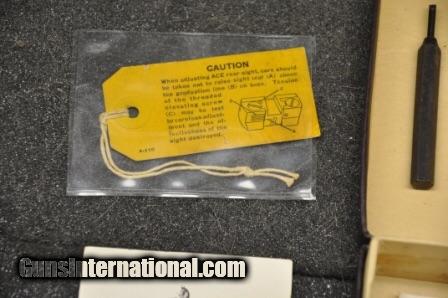 CAUTION
When adjusting ACE rear sight, care should
be taken not to raise sight leaf (A) above
the graduation line (B) on base. Tension
of the threaded
elevating screw
(C) may be lost
by careless adjust-
ment and the ef-
fectiveness of the
sight destroyed.
GunsInternational.com